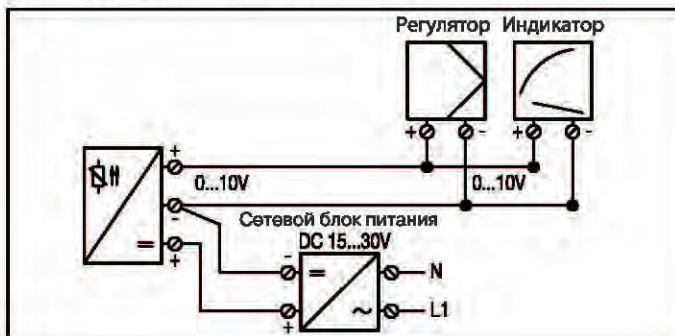 Регулятор Индикатор
+ - + -
+
0...10V 0...10V
-
Сетевой блок питания
DC 15...30V
+
-
N
L1
+